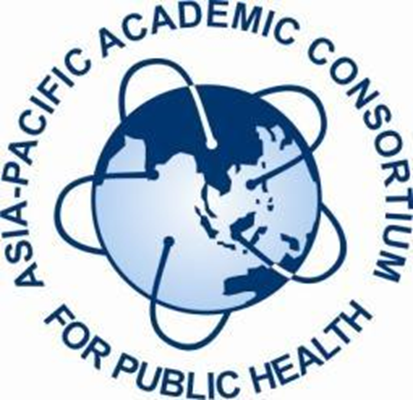 ASIA-PACIFIC ACADEMIC CONSORTIUM
FOR PUBLIC HEALTH